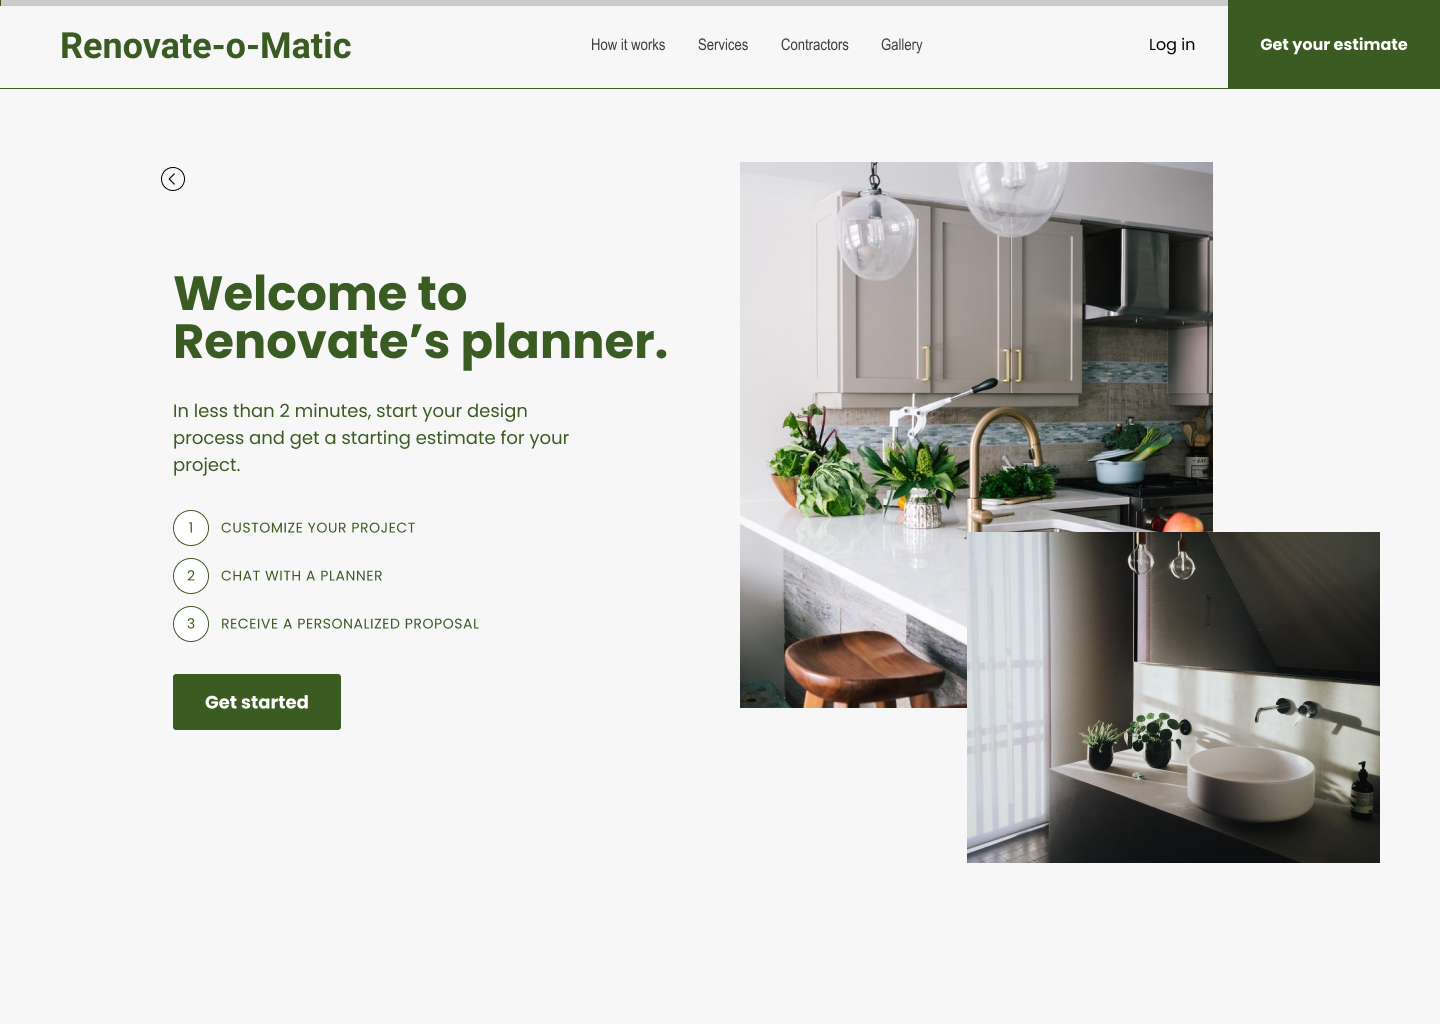 Renovate-o-Matic
How it works
Services
Contractors
Gallery
Log in
Get your estimate
Welcome to
Renovate’s planner.
In less than 2 minutes, start your design
process and get a starting estimate for your
project.
1 CUSTOMIZE YOUR PROJECT
2 CHAT WITH A PLANNER
3 RECEIVE A PERSONALIZED PROPOSAL
Get started